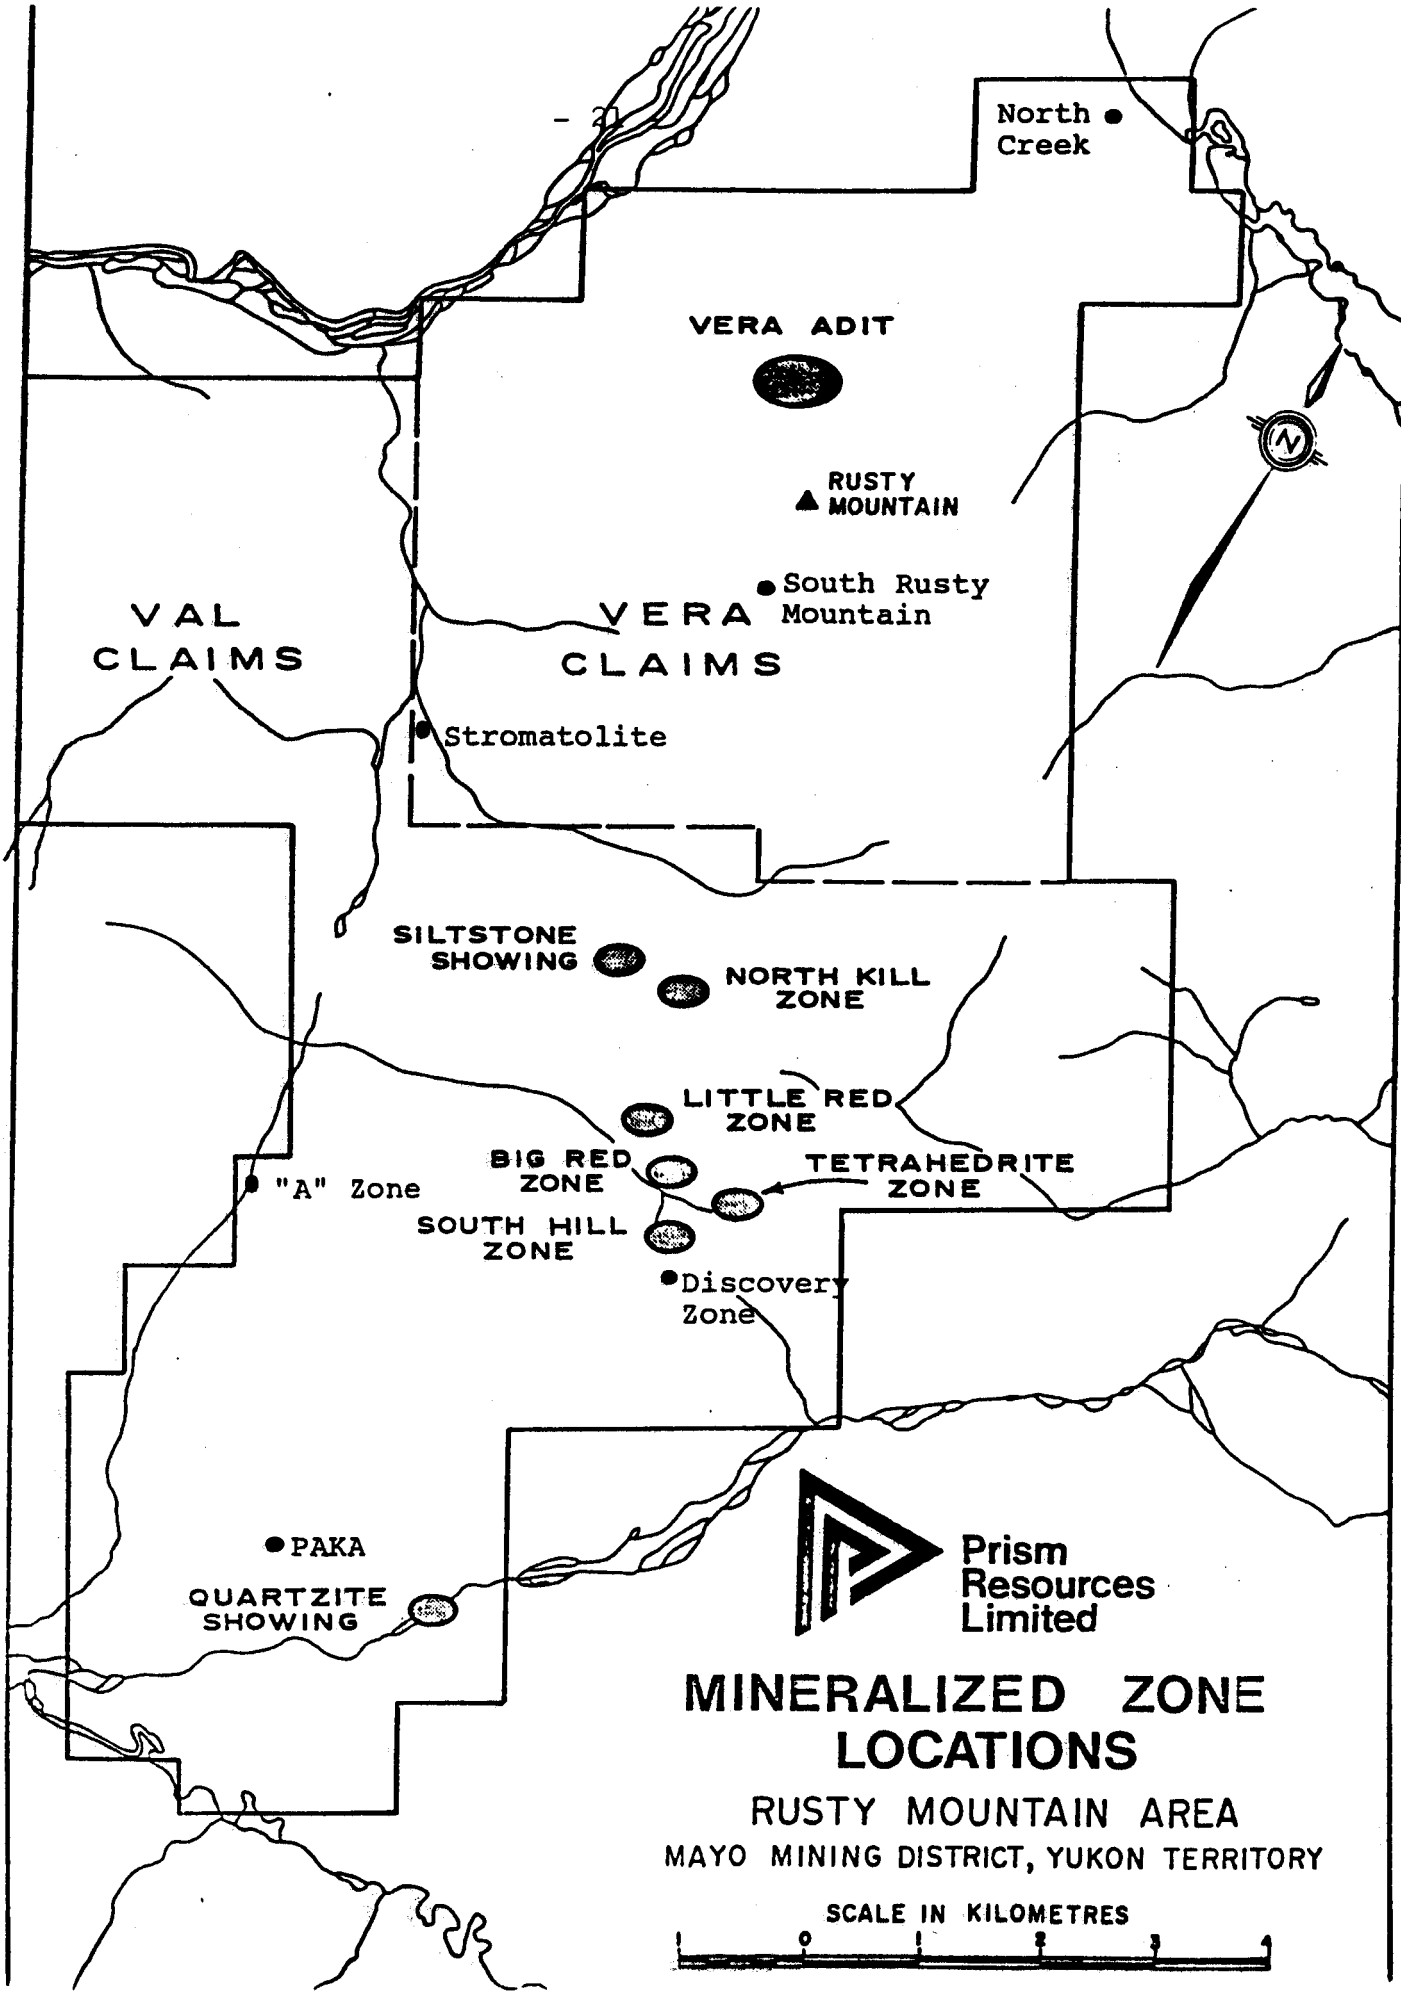 - 21
North
Creek
VERA ADIT
N
RUSTY
MOUNTAIN
South Rusty
Mountain
VAL
CLAIMS
VERA
CLAIMS
Stromatolite
SILTSTONE
SHOWING
NORTH KILL
ZONE
LITTLE RED
ZONE
BIG RED
ZONE
TETRAHEDRITE
ZONE
"A" Zone
SOUTH HILL
ZONE
Discovery
Zone
PAKA
QUARTZITE
SHOWING
Prism
Resources
Limited
MINERALIZED ZONE
LOCATIONS
RUSTY MOUNTAIN AREA
MAYO MINING DISTRICT, YUKON TERRITORY
SCALE IN KILOMETRES
1 0 1 2 3 4